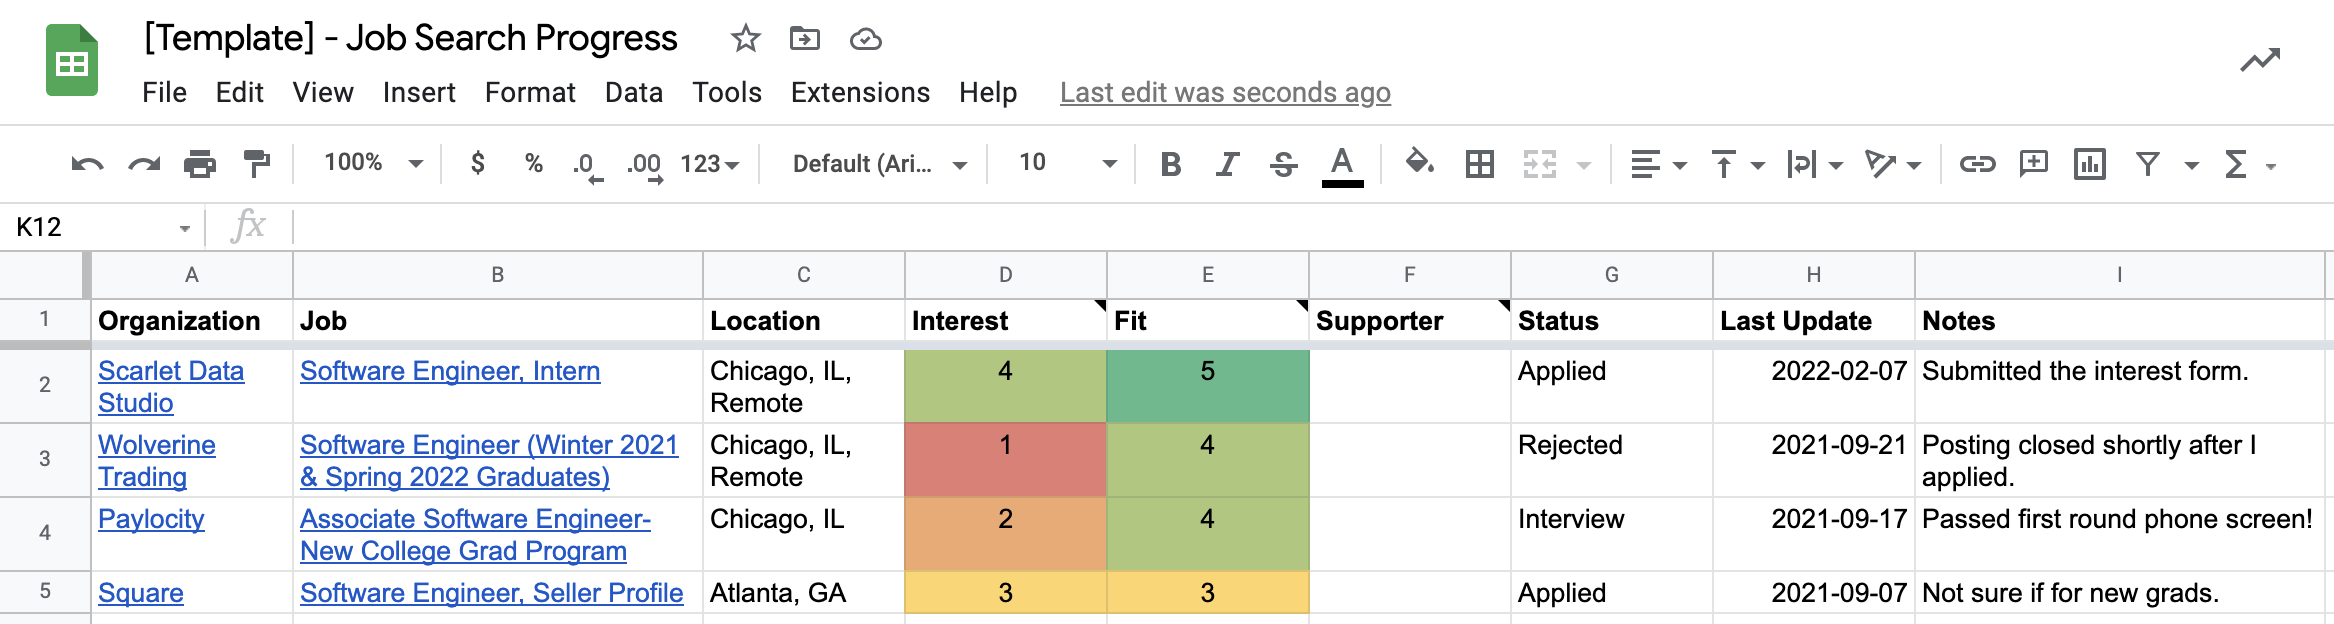 [Template] - Job Search Progress
File Edit View Insert Format Data Tools Extensions Help Last edit was seconds ago
100% $ % .0 .00 123 Default (Ari... 10 B I S A
K12 fx
A B C D E F G H I
1 Organization Job Location Interest Fit Supporter Status Last Update Notes
2 Scarlet Data Software Engineer, Intern Chicago, IL, 4 5 Applied 2022-02-07 Submitted the interest form.
Studio Remote
3 Wolverine Software Engineer (Winter 2021 Chicago, IL, 1 4 Rejected 2021-09-21 Posting closed shortly after I
Trading & Spring 2022 Graduates) Remote applied.
4 Paylocity Associate Software Engineer- Chicago, IL 2 4 Interview 2021-09-17 Passed first round phone screen!
New College Grad Program
5 Square Software Engineer, Seller Profile Atlanta, GA 3 3 Applied 2021-09-07 Not sure if for new grads.